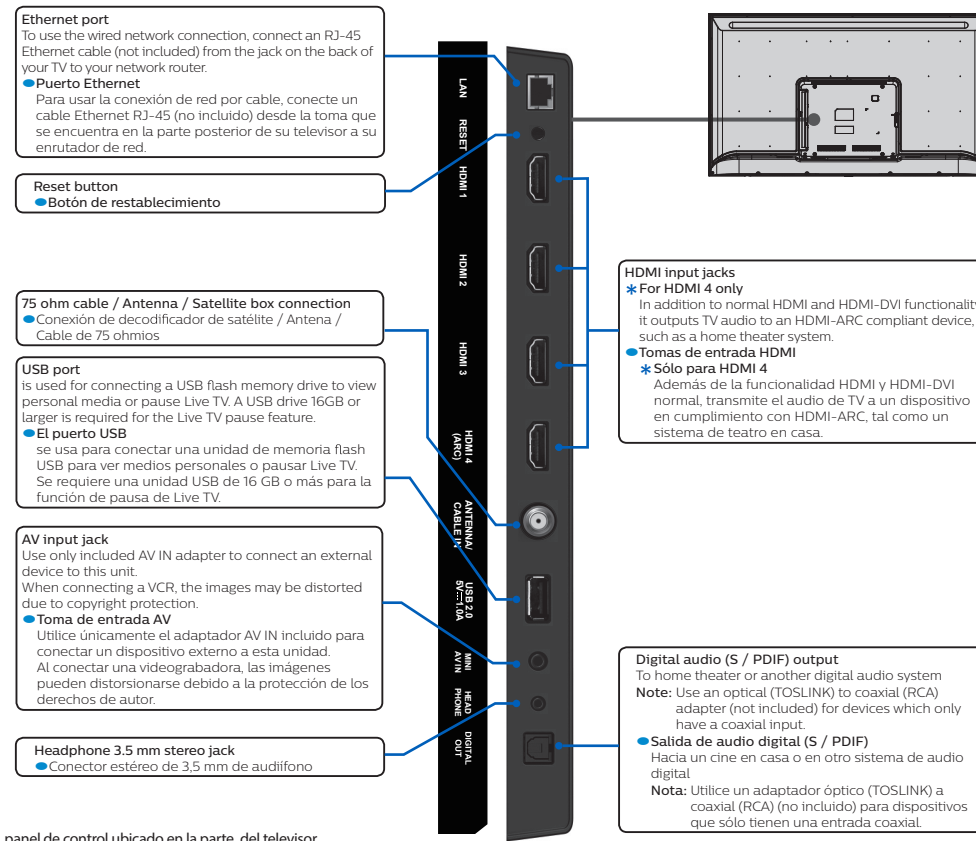 Ethernet port
To use the wired network connection, connect an RJ-45
Ethernet cable (not included) from the jack on the back of
your TV to your network router.
Puerto Ethernet
Para usar la conexión de red por cable, conecte un
cable Ethernet RJ-45 (no incluido) desde la toma que
se encuentra en la parte posterior de su televisor a su
enrutador de red.
Reset button
Botón de restablecimiento
75 ohm cable / Antenna / Satellite box connection
Conexión de decodificador de satélite / Antena /
Cable de 75 ohmios
USB port
is used for connecting a USB flash memory drive to view
personal media or pause Live TV. A USB drive 16GB or
larger is required for the Live TV pause feature.
El puerto USB
se usa para conectar una unidad de memoria flash
USB para ver medios personales o pausar Live TV.
Se requiere una unidad USB de 16 GB o más para la
función de pausa de Live TV.
AV input jack
Use only included AV IN adapter to connect an external
device to this unit.
When connecting a VCR, the images may be distorted
due to copyright protection.
Toma de entrada AV
Utilice únicamente el adaptador AV IN incluido para
conectar un dispositivo externo a esta unidad.
Al conectar una videograbadora, las imágenes
pueden distorsionarse debido a la protección de los
derechos de autor.
Headphone 3.5 mm stereo jack
Conector estéreo de 3,5 mm de audiífono
panel de control ubicado en la parte del televisor
LAN
RESET
HDMI 1
HDMI 2
HDMI 3
HDMI 4
(ARC)
ANTENNA/
CABLE IN
USB 2.0
5V⎓1.0A
MINI
AV IN
HEAD
PHONE
DIGITAL
OUT
HDMI input jacks
* For HDMI 4 only
In addition to normal HDMI and HDMI-DVI functionality
it outputs TV audio to an HDMI-ARC compliant device,
such as a home theater system.
Tomas de entrada HDMI
* Sólo para HDMI 4
Además de la funcionalidad HDMI y HDMI-DVI
normal, transmite el audio de TV a un dispositivo
en cumplimiento con HDMI-ARC, tal como un
sistema de teatro en casa.
Digital audio (S / PDIF) output
To home theater or another digital audio system
Note: Use an optical (TOSLINK) to coaxial (RCA)
adapter (not included) for devices which only
have a coaxial input.
Salida de audio digital (S / PDIF)
Hacia un cine en casa o en otro sistema de audio
digital
Nota: Utilice un adaptador óptico (TOSLINK) a
coaxial (RCA) (no incluido) para dispositivos
que sólo tienen una entrada coaxial.